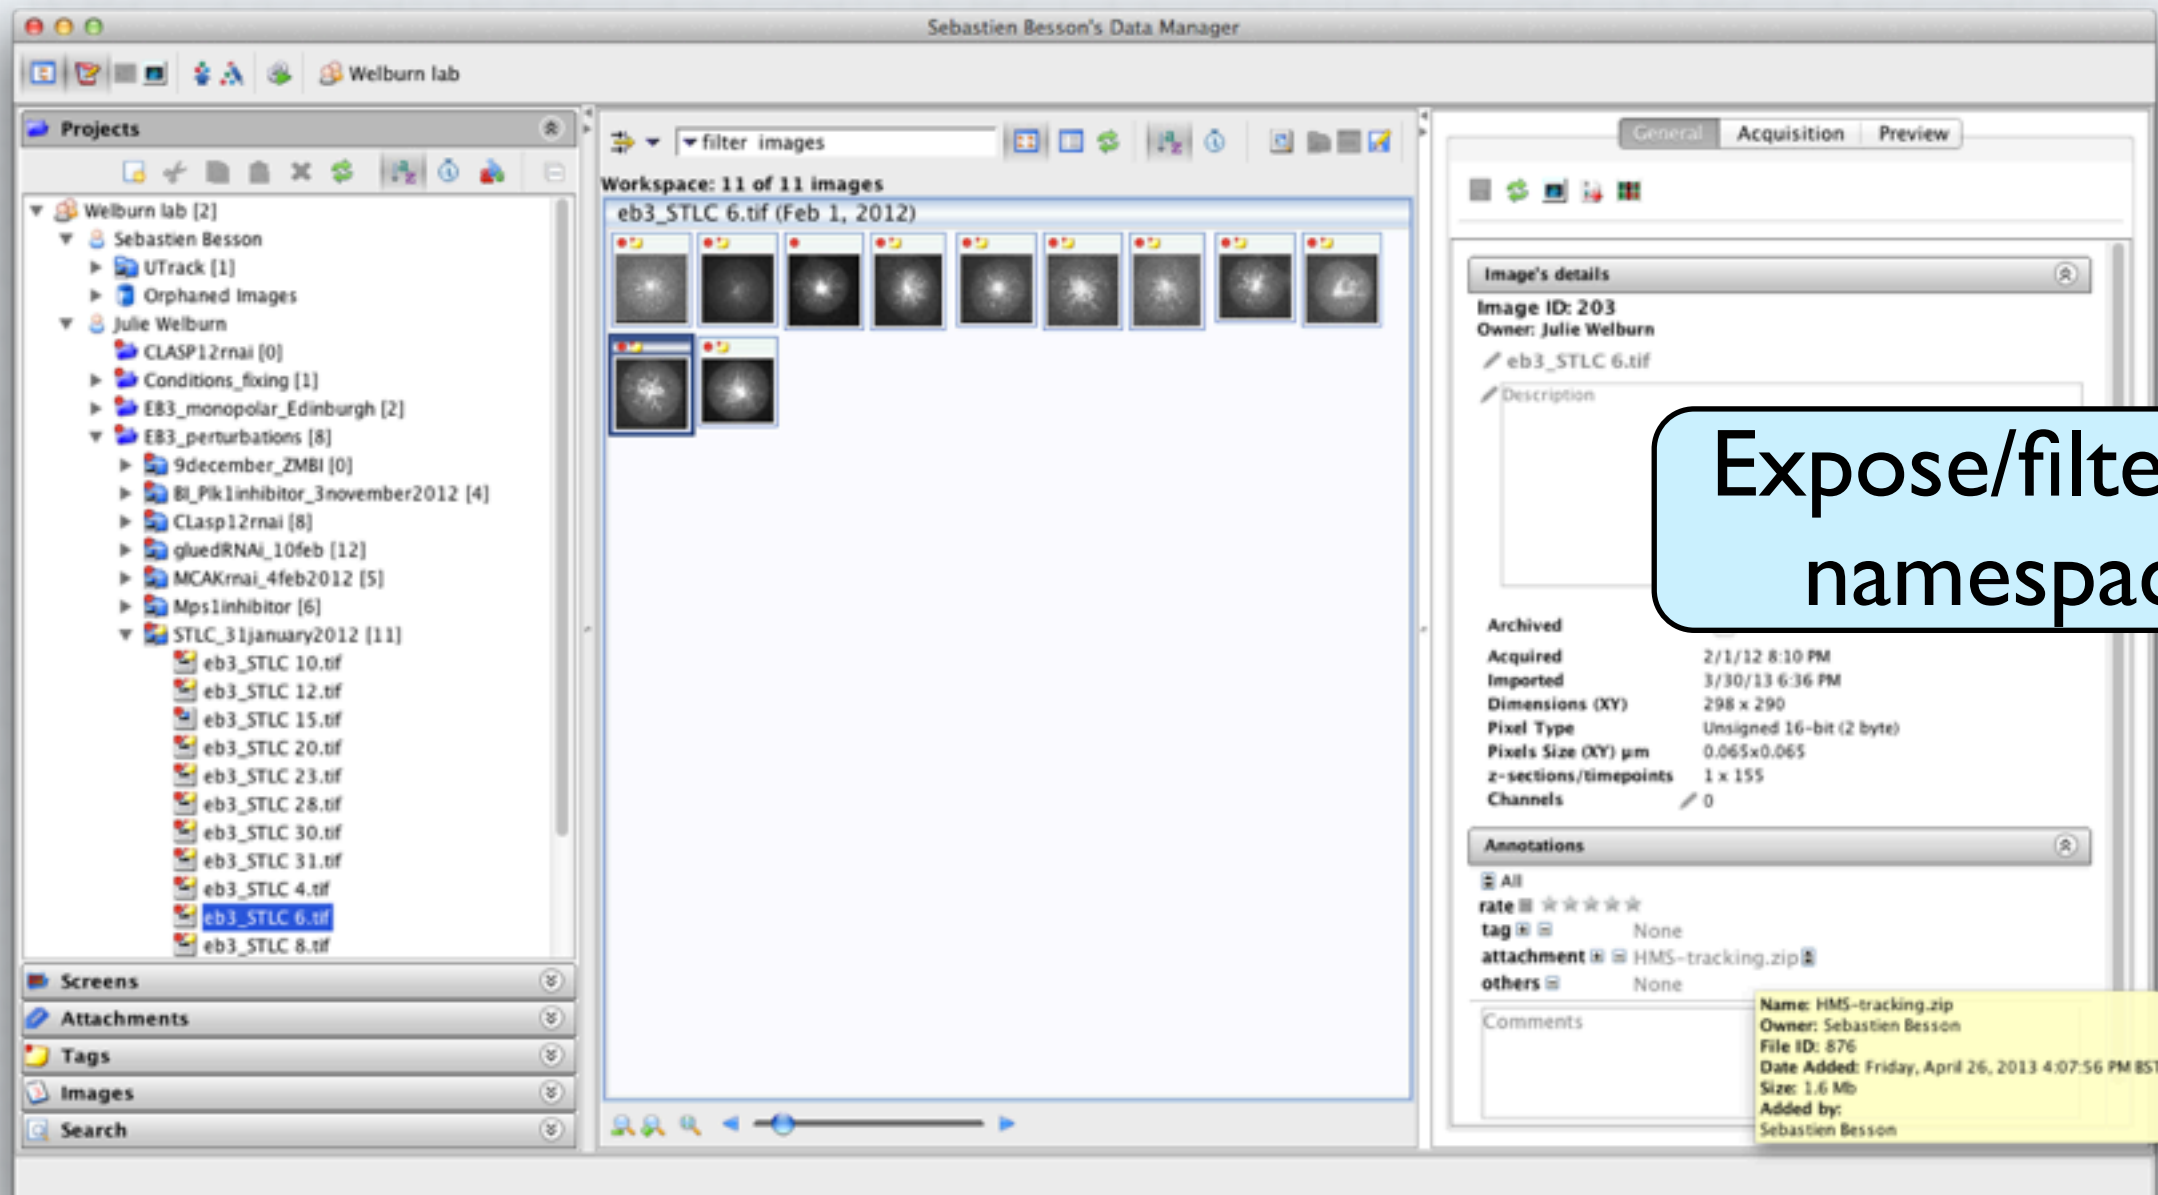 Sebastien Besson's Data Manager
Welburn lab
Projects
Welburn lab [2]
Sebastien Besson
UTrack [1]
Orphaned Images
Julie Welburn
CLASP12rnai [0]
Conditions_fixing [1]
EB3_monopolar_Edinburgh [2]
EB3_perturbations [8]
9december_ZMBI [0]
BI_Plk1inhibitor_3november2012 [4]
CLasp12rnai [8]
gluedRNAi_10feb [12]
MCAKrnai_4feb2012 [5]
Mps1inhibitor [6]
STLC_31january2012 [11]
eb3_STLC 10.tif
eb3_STLC 12.tif
eb3_STLC 15.tif
eb3_STLC 20.tif
eb3_STLC 23.tif
eb3_STLC 28.tif
eb3_STLC 30.tif
eb3_STLC 31.tif
eb3_STLC 4.tif
eb3_STLC 6.tif
eb3_STLC 8.tif
Screens
Attachments
Tags
Images
Search
filter images
Workspace: 11 of 11 images
eb3_STLC 6.tif (Feb 1, 2012)
General Acquisition Preview
Image's details
Image ID: 203
Owner: Julie Welburn
eb3_STLC 6.tif
Description
Expose/filte
namespac
Archived
Acquired 2/1/12 8:10 PM
Imported 3/30/13 6:36 PM
Dimensions (XY) 298 x 290
Pixel Type Unsigned 16-bit (2 byte)
Pixels Size (XY) µm 0.065x0.065
z-sections/timepoints 1 x 155
Channels 0
Annotations
All
rate
tag None
attachment HMS-tracking.zip
others None
Comments
Name: HMS-tracking.zip
Owner: Sebastien Besson
File ID: 876
Date Added: Friday, April 26, 2013 4:07:56 PM BST
Size: 1.6 Mb
Added by:
Sebastien Besson